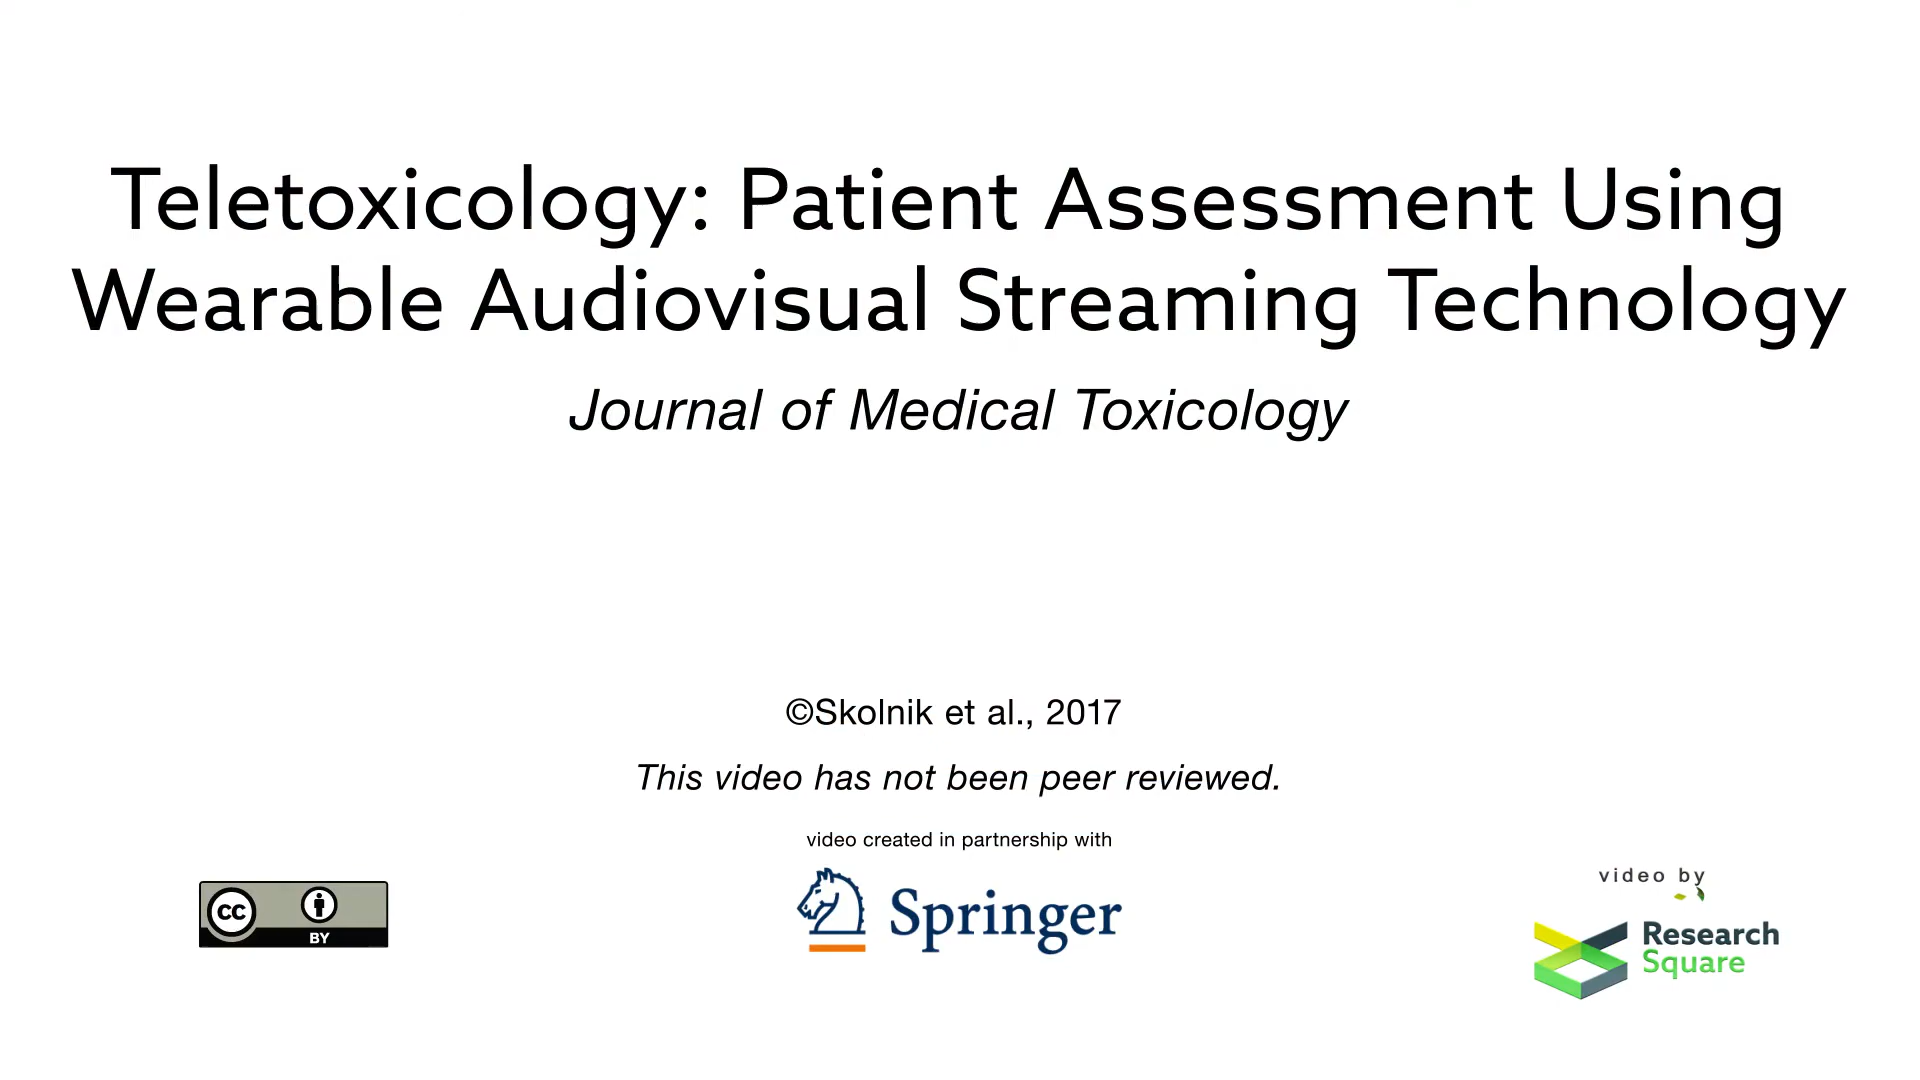 Teletoxicology: Patient Assessment Using
Wearable Audiovisual Streaming Technology
Journal of Medical Toxicology
©Skolnik et al., 2017
This video has not been peer reviewed.
video created in partnership with
cc
BY
Springer
video by
Research
Square